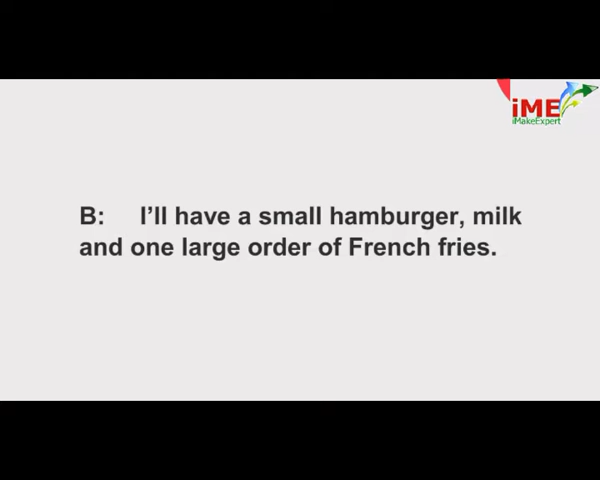 iME
iMakeExpert
B: I’ll have a small hamburger, milk
and one large order of French fries.